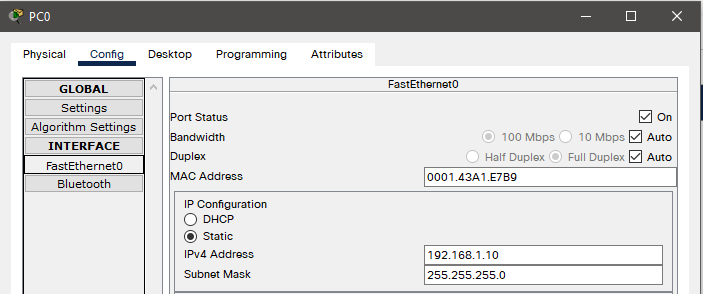 PC0
Physical Config Desktop Programming Attributes
GLOBAL
Settings
Algorithm Settings
INTERFACE
FastEthernet0
Bluetooth
FastEthernet0
Port Status On
Bandwidth 100 Mbps 10 Mbps Auto
Duplex Half Duplex Full Duplex Auto
MAC Address 0001.43A1.E7B9
IP Configuration
DHCP
Static
IPv4 Address 192.168.1.10
Subnet Mask 255.255.255.0